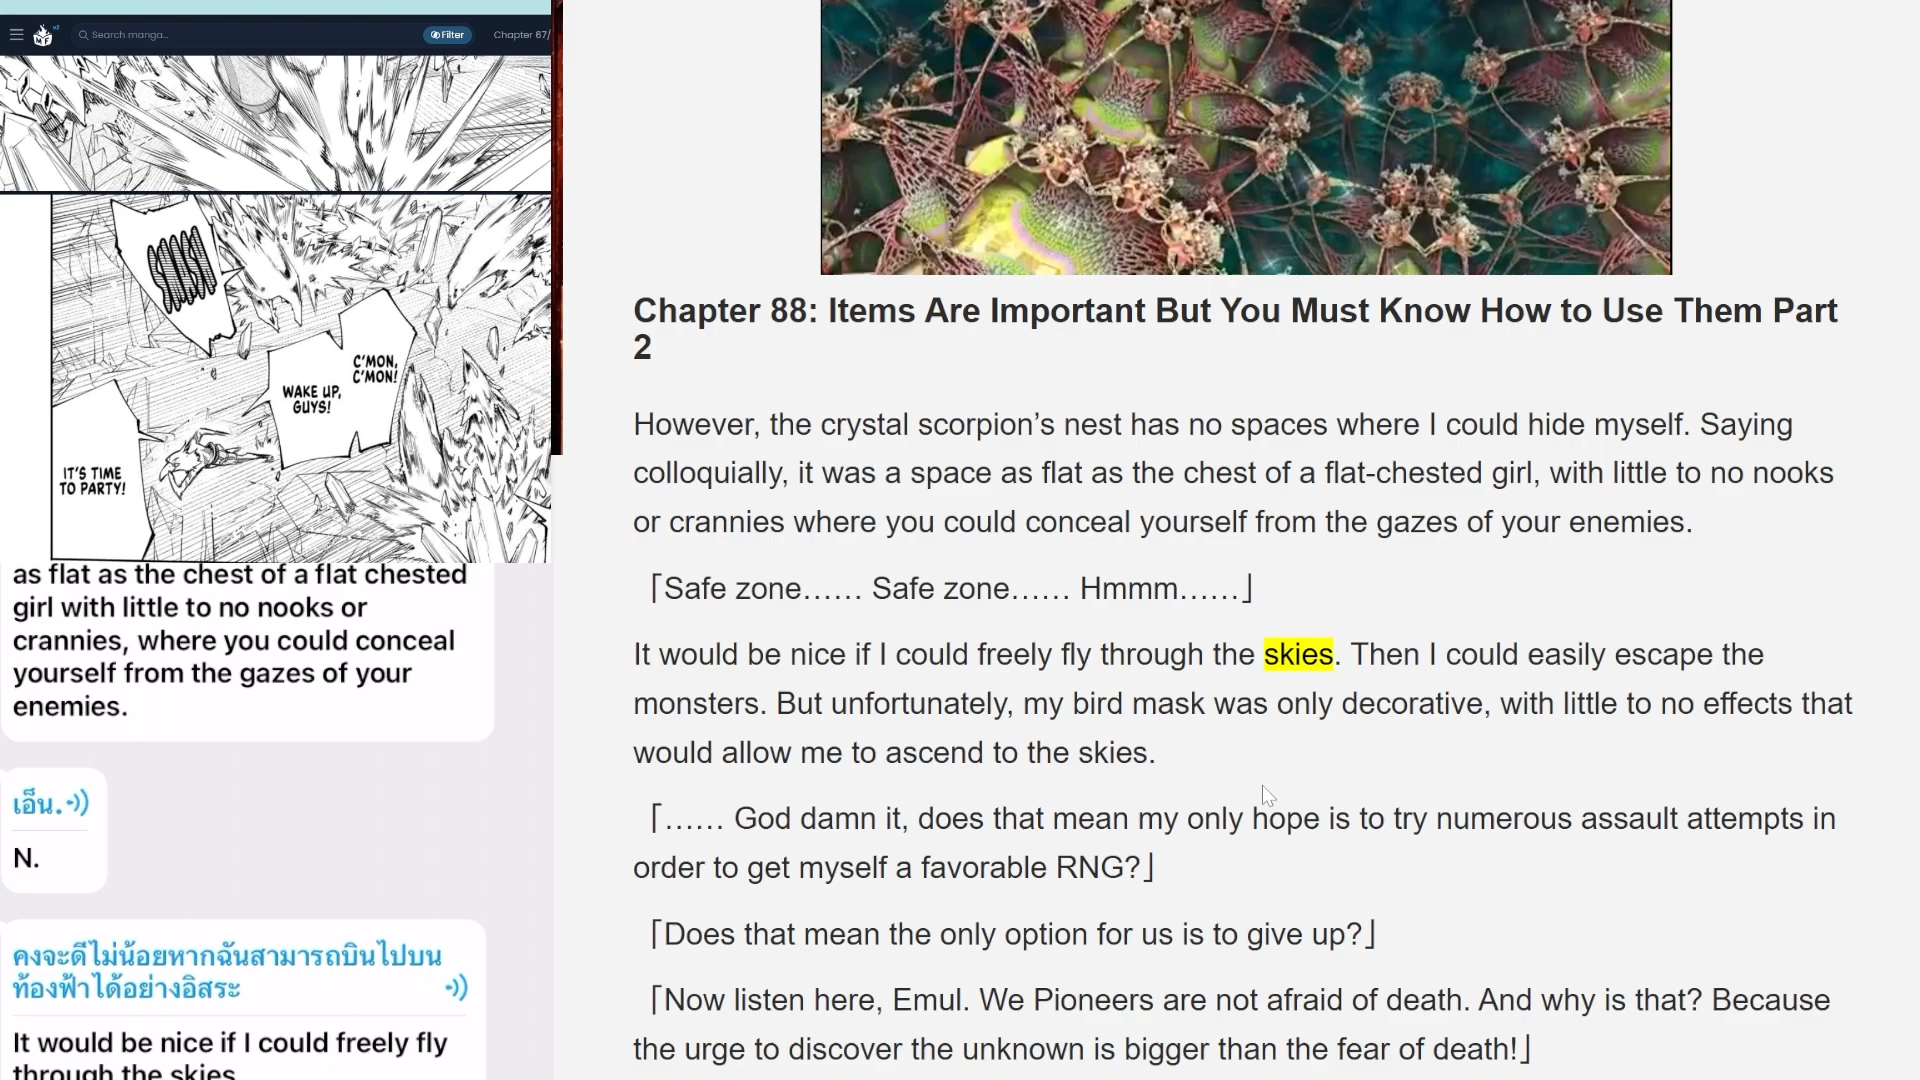 Search manga...
Filter
Chapter 67/
C'MON,
C'MON!
WAKE UP,
GUYS!
IT'S TIME
TO PARTY!
as flat as the chest of a flat chested
girl with little to no nooks or
crannies, where you could conceal
yourself from the gazes of your
enemies.
เอ็น.
N.
คงจะดีไม่น้อยหากฉันสามารถบินไปบน
ท้องฟ้าได้อย่างอิสระ
It would be nice if I could freely fly
through the skies
Chapter 88: Items Are Important But You Must Know How to Use Them Part
2
However, the crystal scorpion’s nest has no spaces where I could hide myself. Saying
colloquially, it was a space as flat as the chest of a flat-chested girl, with little to no nooks
or crannies where you could conceal yourself from the gazes of your enemies.
⌈Safe zone…… Safe zone…… Hmmm……⌋
It would be nice if I could freely fly through the skies. Then I could easily escape the
monsters. But unfortunately, my bird mask was only decorative, with little to no effects that
would allow me to ascend to the skies.
⌈…… God damn it, does that mean my only hope is to try numerous assault attempts in
order to get myself a favorable RNG?⌋
⌈Does that mean the only option for us is to give up?⌋
⌈Now listen here, Emul. We Pioneers are not afraid of death. And why is that? Because
the urge to discover the unknown is bigger than the fear of death!⌋